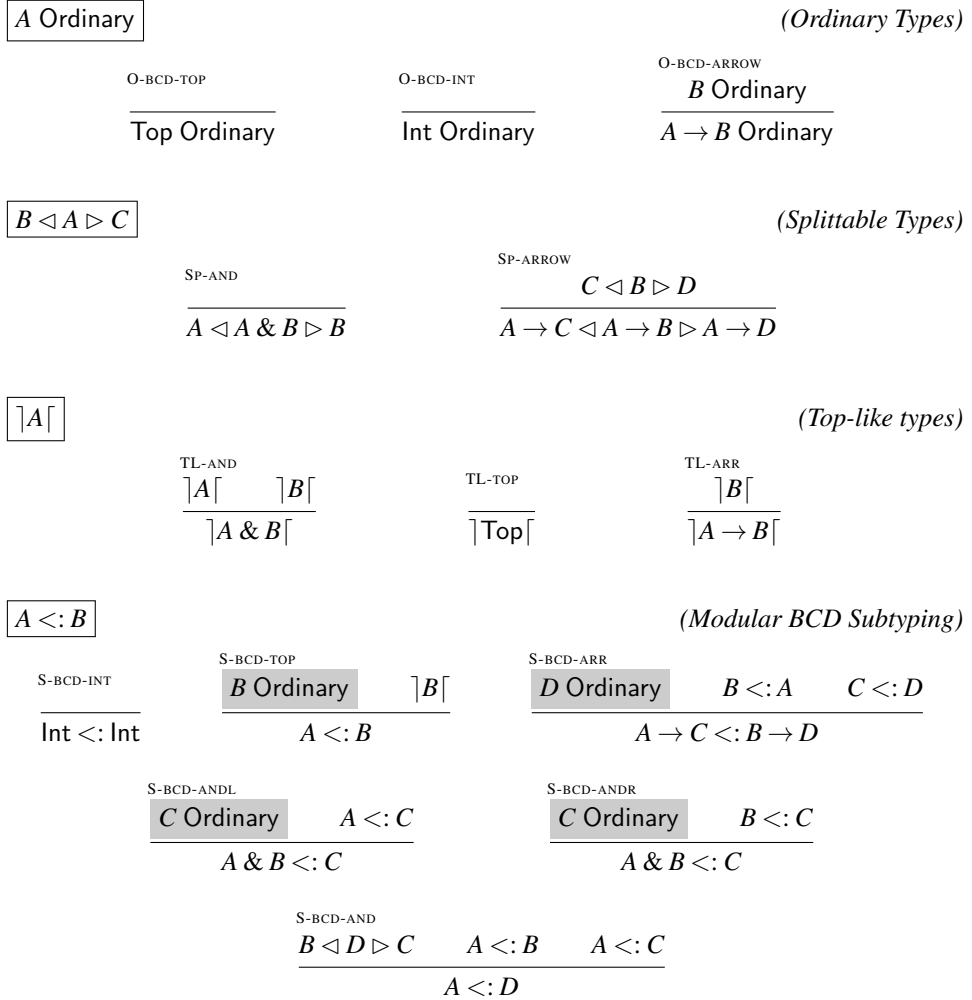 A Ordinary (Ordinary Types)
O-BCD-TOP O-BCD-INT O-BCD-ARROW
B Ordinary
Top Ordinary Int Ordinary A → B Ordinary
B ◁ A ▷ C (Splittable Types)
SP-AND SP-ARROW
C ◁ B ▷ D
A ◁ A & B ▷ B A → C ◁ A → B ▷ A → D
⌉A⌈ (Top-like types)
TL-AND TL-TOP TL-ARR
⌉A⌈ ⌉B⌈ ⌉B⌈
⌉A & B⌈ ⌉Top⌈ ⌉A → B⌈
A <: B (Modular BCD Subtyping)
S-BCD-INT S-BCD-TOP S-BCD-ARR
B Ordinary ⌉B⌈ D Ordinary B <: A C <: D
Int <: Int A <: B A → C <: B → D
S-BCD-ANDL S-BCD-ANDR
C Ordinary A <: C C Ordinary B <: C
A & B <: C A & B <: C
S-BCD-AND
B ◁ D ▷ C A <: B A <: C
A <: D